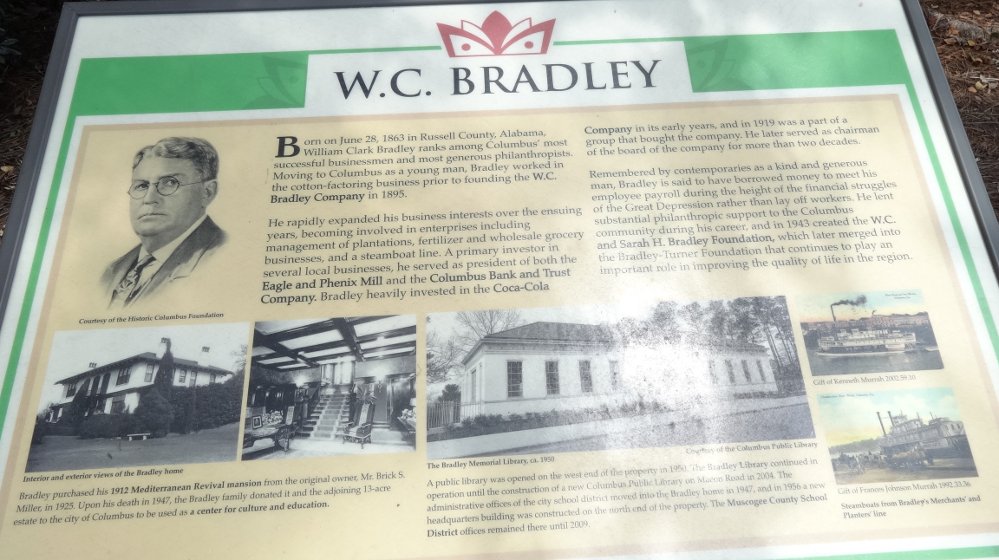 W.C. BRADLEY
Born on June 28, 1863 in Russell County, Alabama,
William Clark Bradley ranks among Columbus' most
successful businessmen and most generous philanthropists.
Moving to Columbus as a young man, Bradley worked in
the cotton-factoring business prior to founding the W.C.
Bradley Company in 1895.
He rapidly expanded his business interests over the ensuing
years, becoming involved in enterprises including
management of plantations, fertilizer and wholesale grocery
businesses, and a steamboat line. A primary investor in
several local businesses, he served as president of both the
Eagle and Phenix Mill and the Columbus Bank and Trust
Company. Bradley heavily invested in the Coca-Cola
Company in its early years, and in 1919 was a part of a
group that bought the company. He later served as chairman
of the board of the company for more than two decades.
Remembered by contemporaries as a kind and generous
man, Bradley is said to have borrowed money to meet his
employee payroll during the height of the financial struggles
of the Great Depression rather than lay off workers. He lent
substantial philanthropic support to the Columbus
community during his career, and in 1943 created the W.C.
and Sarah H. Bradley Foundation, which later merged into
the Bradley-Turner Foundation that continues to play an
important role in improving the quality of life in the region.
Courtesy of the Historic Columbus Foundation
Interior and exterior views of the Bradley home
Bradley purchased his 1912 Mediterranean Revival mansion from the original owner, Mr. Brick S.
Miller, in 1925. Upon his death in 1947, the Bradley family donated it and the adjoining 13-acre
estate to the city of Columbus to be used as a center for culture and education.
The Bradley Memorial Library, ca. 1950
Courtesy of the Columbus Public Library
A public library was opened on the west end of the property in 1950. The Bradley Library continued in
operation until the construction of a new Columbus Public Library on Macon Road in 2004. The
administrative offices of the city school district moved into the Bradley home in 1947, and in 1956 a new
headquarters building was constructed on the north end of the property. The Muscogee County School
District offices remained there until 2009.
Gift of Kenneth Murrah 2002.59.10
Gift of Frances Johnson Murrah 1992.33.36
Steamboats from Bradley's Merchants' and
Planters' line